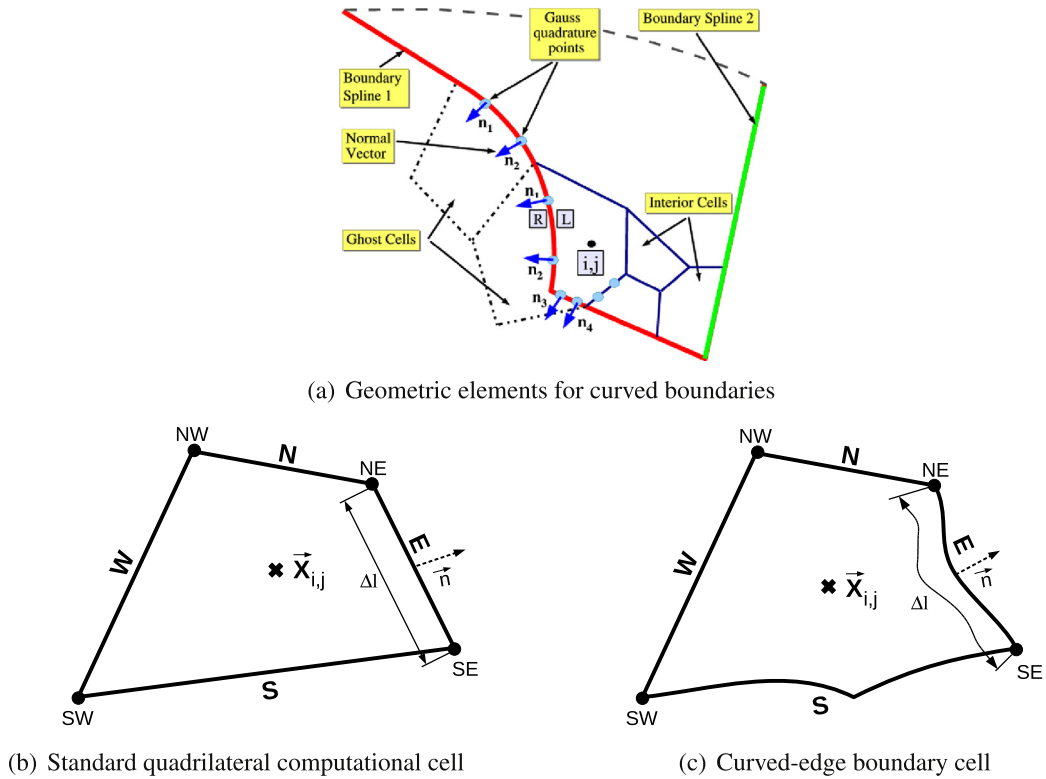 Gauss
quadrature
points
Boundary Spline 2
Boundary
Spline 1
n1
Normal
Vector
n2
n1
Interior Cells
R L
Ghost Cells
i,j
n2
n3
n4
(a) Geometric elements for curved boundaries
NW
N
NE
W
E
X i,j
Δl
n
SE
S
SW
(b) Standard quadrilateral computational cell
NW
N
NE
W
E
X i,j
n
Δl
SE
S
SW
(c) Curved-edge boundary cell